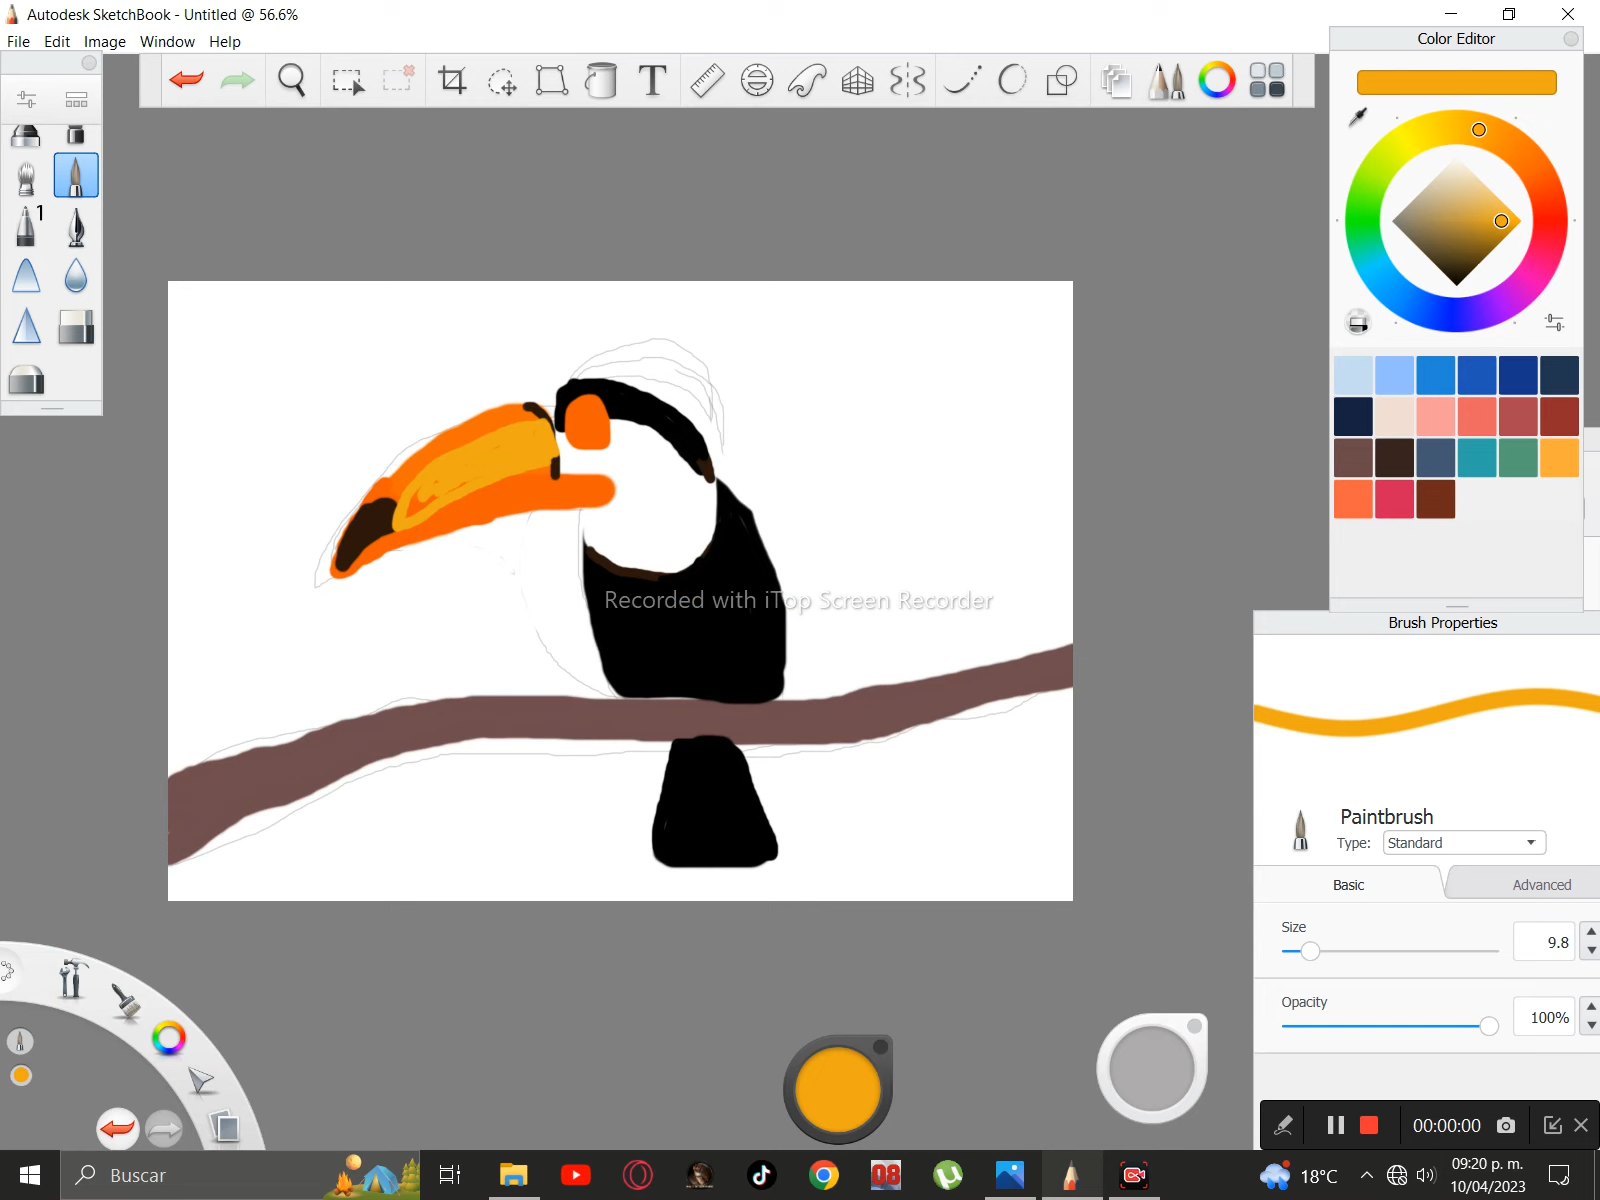 Autodesk SketchBook - Untitled @ 56.6%
File Edit Image Window Help
Color Editor
T
1
Recorded with iTop Screen Recorder
Brush Properties
Paintbrush
Type: Standard
Basic Advanced
Size
9.8
Opacity
100%
00:00:00
Buscar
08
18°C
09:20 p. m.
10/04/2023